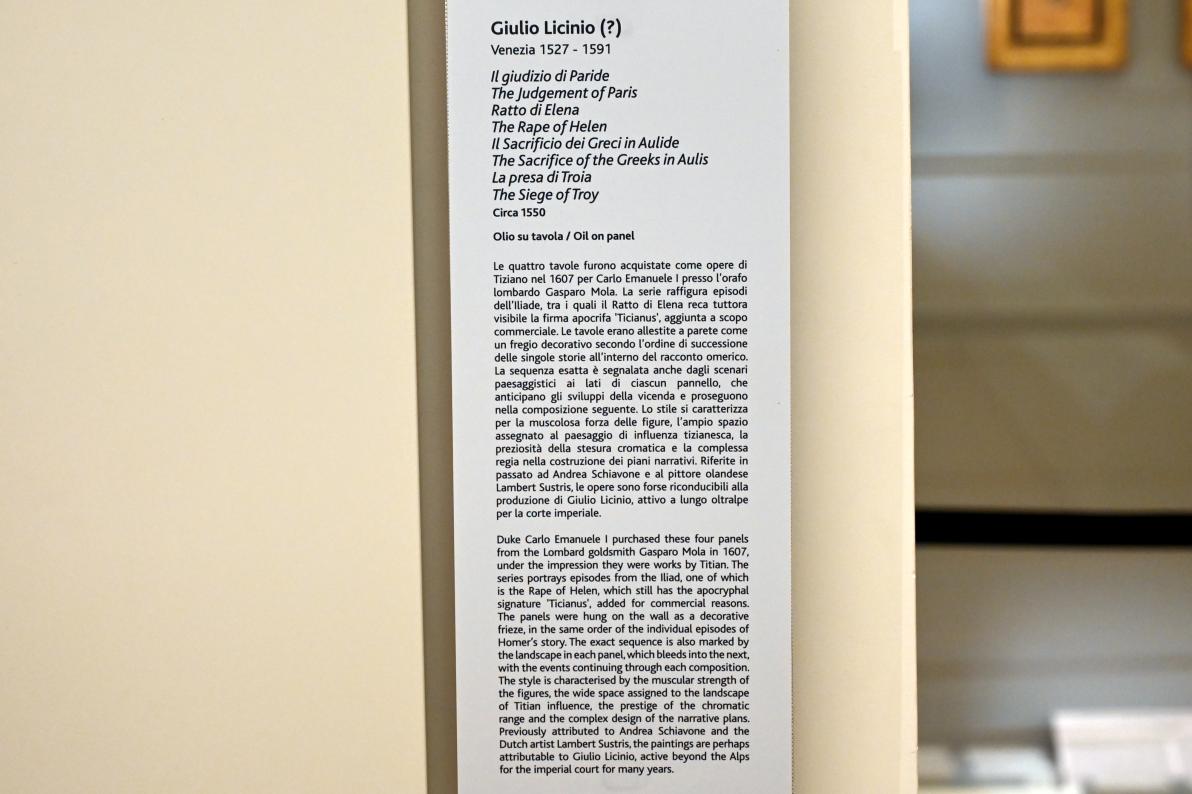 Giulio Licinio (?)
Venezia 1527 - 1591
Il giudizio di Paride
The Judgement of Paris
Ratto di Elena
The Rape of Helen
Il Sacrificio dei Greci in Aulide
The Sacrifice of the Greeks in Aulis
La presa di Troia
The Siege of Troy
Circa 1550
Olio su tavola / Oil on panel
Le quattro tavole furono acquistate come opere di
Tiziano nel 1607 per Carlo Emanuele I presso l'orafo
lombardo Gasparo Mola. La serie raffigura episodi
dell'Iliade, tra i quali il Ratto di Elena reca tuttora
visibile la firma apocrifa 'Ticianus', aggiunta a scopo
commerciale. Le tavole erano allestite a parete come
un fregio decorativo secondo l'ordine di successione
delle singole storie all'interno del racconto omerico.
La sequenza esatta è segnalata anche dagli scenari
paesaggistici ai lati di ciascun pannello, che
anticipano gli sviluppi della vicenda e proseguono
nella composizione seguente. Lo stile si caratterizza
per la muscolosa forza delle figure, l'ampio spazio
assegnato al paesaggio di influenza tizianesca, la
preziosità della stesura cromatica e la complessa
regia nella costruzione dei piani narrativi. Riferite in
passato ad Andrea Schiavone e al pittore olandese
Lambert Sustris, le opere sono forse riconducibili alla
produzione di Giulio Licinio, attivo a lungo oltralpe
per la corte imperiale.
Duke Carlo Emanuele I purchased these four panels
from the Lombard goldsmith Gasparo Mola in 1607,
under the impression they were works by Titian. The
series portrays episodes from the Iliad, one of which
is the Rape of Helen, which still has the apocryphal
signature 'Ticianus', added for commercial reasons.
The panels were hung on the wall as a decorative
frieze, in the same order of the individual episodes of
Homer's story. The exact sequence is also marked by
the landscape in each panel, which bleeds into the next,
with the events continuing through each composition.
The style is characterised by the muscular strength of
the figures, the wide space assigned to the landscape
of Titian influence, the prestige of the chromatic
range and the complex design of the narrative plans.
Previously attributed to Andrea Schiavone and the
Dutch artist Lambert Sustris, the paintings are perhaps
attributable to Giulio Licinio, active beyond the Alps
for the imperial court for many years.